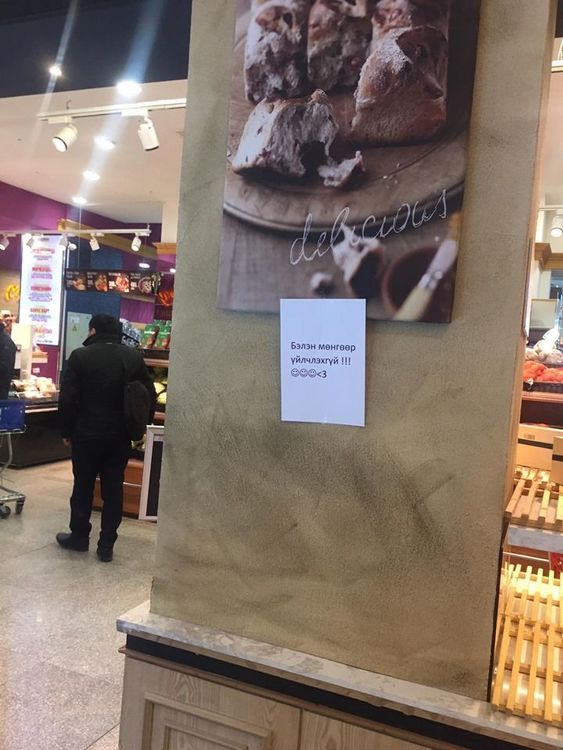 delicious
Бэлэн мөнгөөр
үйлчлэхгүй !!!
☺☺☺<3